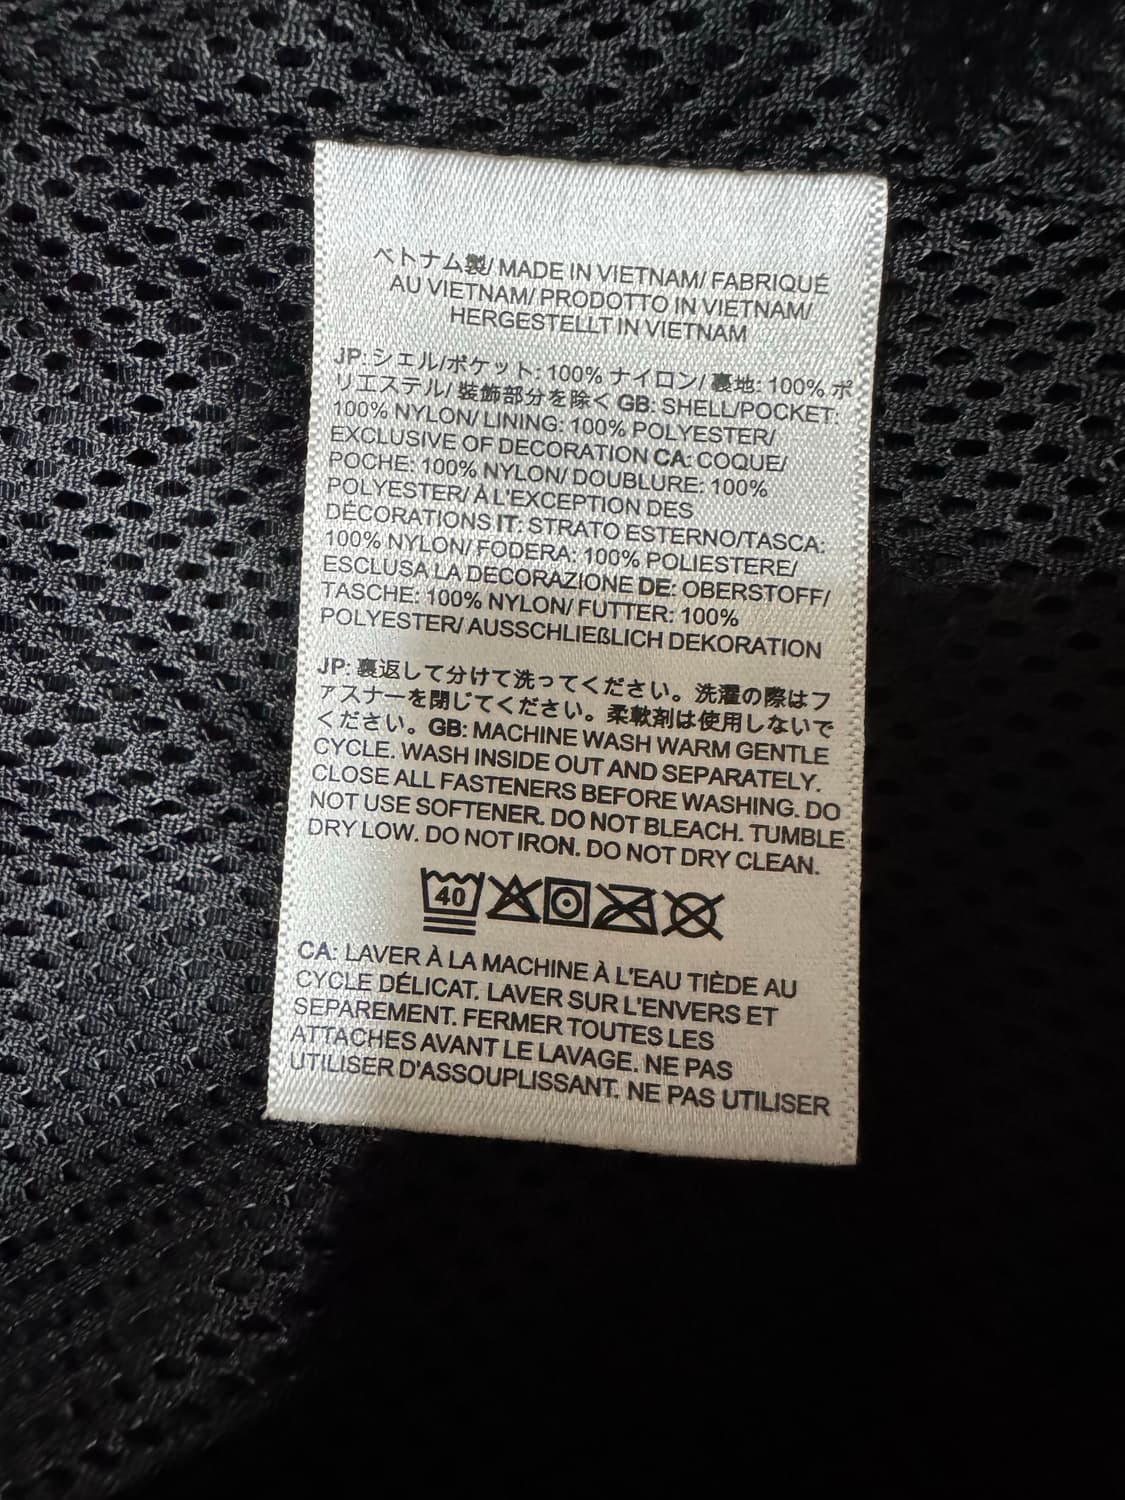 ベトナム製/ MADE IN VIETNAM/ FABRIQUÉ
AU VIETNAM/ PRODOTTO IN VIETNAM/
HERGESTELLT IN VIETNAM
JP: シェル/ポケット: 100% ナイロン/ 裏地: 100% ポ
リエステル/ 装飾部分を除く GB: SHELL/POCKET:
100% NYLON/ LINING: 100% POLYESTER/
EXCLUSIVE OF DECORATION CA: COQUE/
POCHE: 100% NYLON/ DOUBLURE: 100%
POLYESTER/ À L'EXCEPTION DES
DÉCORATIONS IT: STRATO ESTERNO/TASCA:
100% NYLON/ FODERA: 100% POLIESTERE/
ESCLUSA LA DECORAZIONE DE: OBERSTOFF/
TASCHE: 100% NYLON/ FUTTER: 100%
POLYESTER/ AUSSCHLIEßLICH DEKORATION
JP: 裏返して分けて洗ってください。洗濯の際はフ
ァスナーを閉じてください。柔軟剤は使用しないで
ください。GB: MACHINE WASH WARM GENTLE
CYCLE. WASH INSIDE OUT AND SEPARATELY.
CLOSE ALL FASTENERS BEFORE WASHING. DO
NOT USE SOFTENER. DO NOT BLEACH. TUMBLE
DRY LOW. DO NOT IRON. DO NOT DRY CLEAN.
40
CA: LAVER À LA MACHINE À L'EAU TIÈDE AU
CYCLE DÉLICAT. LAVER SUR L'ENVERS ET
SEPAREMENT. FERMER TOUTES LES
ATTACHES AVANT LE LAVAGE. NE PAS
UTILISER D'ASSOUPLISSANT. NE PAS UTILISER